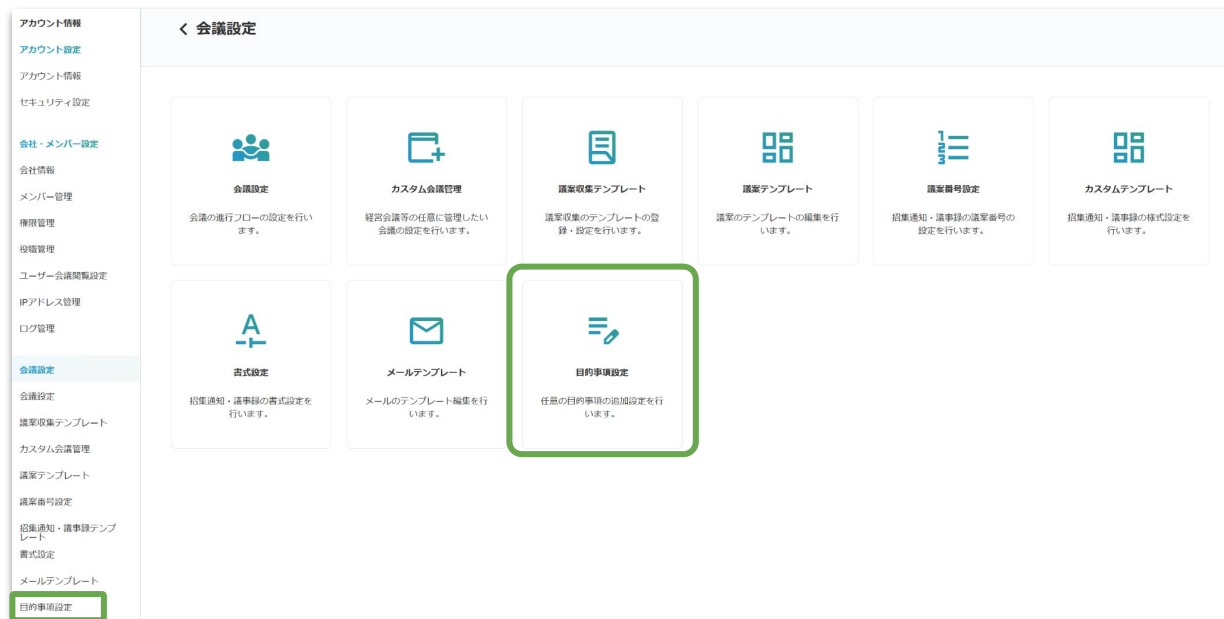 アカウント情報
アカウント設定
アカウント情報
セキュリティ設定
会社・メンバー設定
会社情報
メンバー管理
権限管理
役職管理
ユーザー会議閲覧設定
IPアドレス管理
ログ管理
会議設定
会議設定
議案収集テンプレート
カスタム会議管理
議案テンプレート
議案番号設定
招集通知・議事録テンプ
レート
書式設定
メールテンプレート
目的事項設定
会議設定
会議設定
会議の進行フローの設定を行い
ます。
カスタム会議管理
経営会議等の任意に管理したい
会議の設定を行います。
議案収集テンプレート
議案収集のテンプレートの登
録・設定を行います。
議案テンプレート
議案のテンプレートの編集を行
います。
1
2
3
議案番号設定
招集通知・議事録の議案番号の
設定を行います。
カスタムテンプレート
招集通知・議事録の様式設定を
行います。
A
書式設定
招集通知・議事録の書式設定を
行います。
メールテンプレート
メールのテンプレート編集を行
います。
目的事項設定
任意の目的事項の追加設定を行
います。